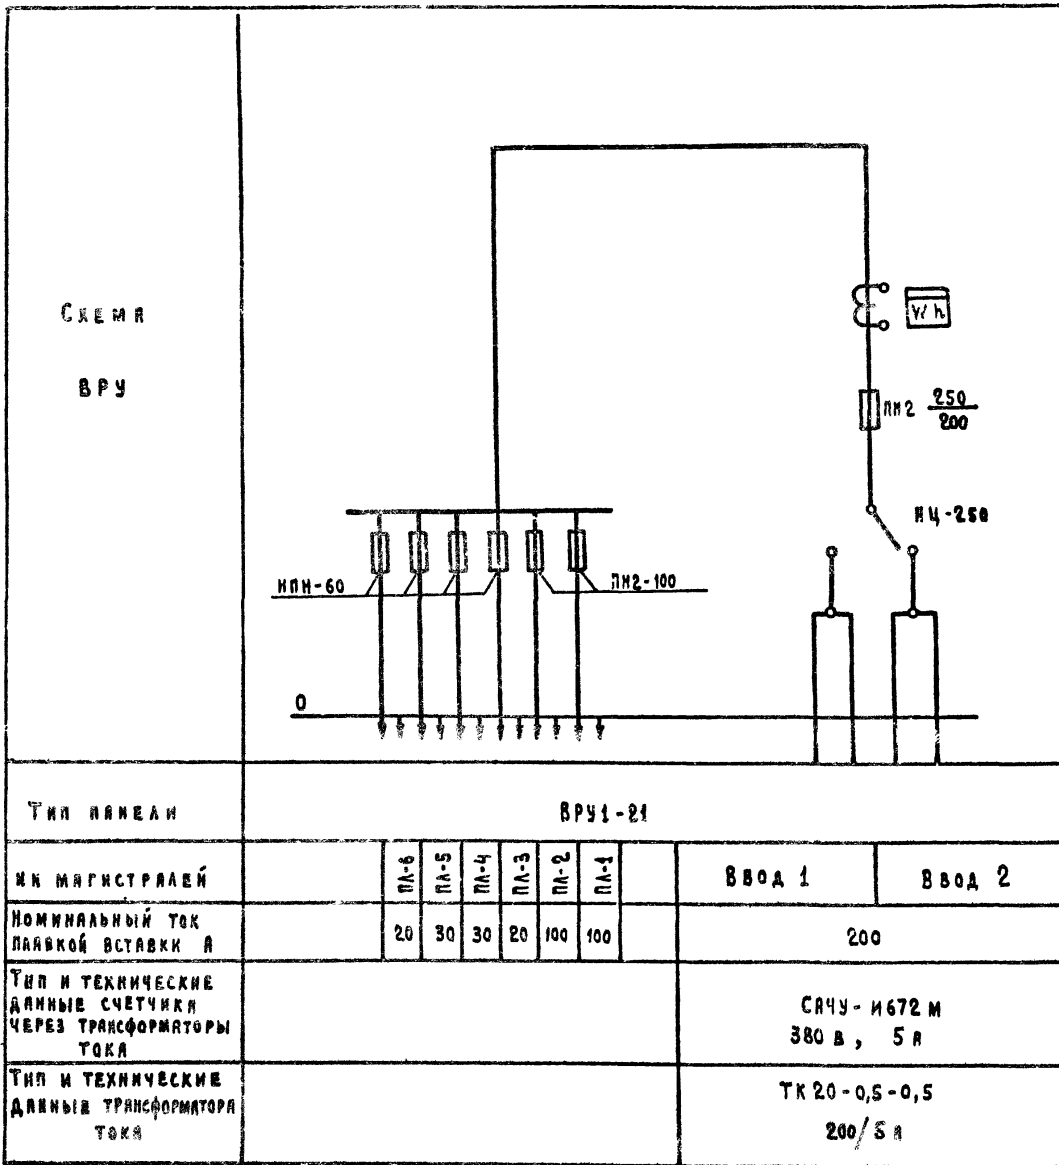 СХЕМА
ВРУ
Wh
ПН2 250/200
ПЦ-250
НПН-60
ПН2-100
0
ТИП ПАНЕЛИ
ВРУ1-21
NN МАГИСТРАЛЕЙ
ПЛ-6 ПЛ-5 ПЛ-4 ПЛ-3 ПЛ-2 ПЛ-1
ВВОД 1 ВВОД 2
НОМИНАЛЬНЫЙ ТОК
ПЛАВКОЙ ВСТАВКИ А
20 30 30 20 100 100
200
ТИП И ТЕХНИЧЕСКИЕ
ДАННЫЕ СЧЕТЧИКА
ЧЕРЕЗ ТРАНСФОРМАТОРЫ
ТОКА
САЧУ-И672 М
380 В, 5 А
ТИП И ТЕХНИЧЕСКИЕ
ДАННЫЕ ТРАНСФОРМАТОРА
ТОКА
ТК 20-0,5-0,5
200/5 А